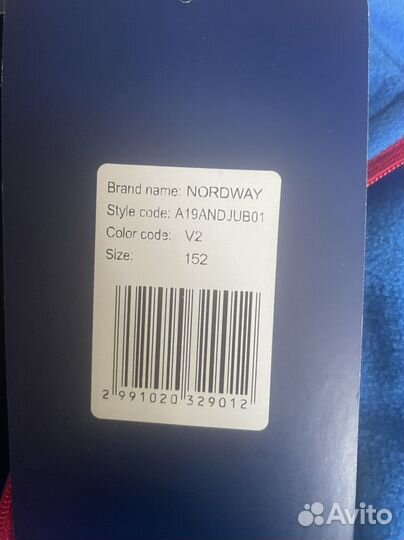 Brand name: NORDWAY
Style code: A19ANDJUB01
Color code: V2
Size: 152
2 991020 329012
Avito